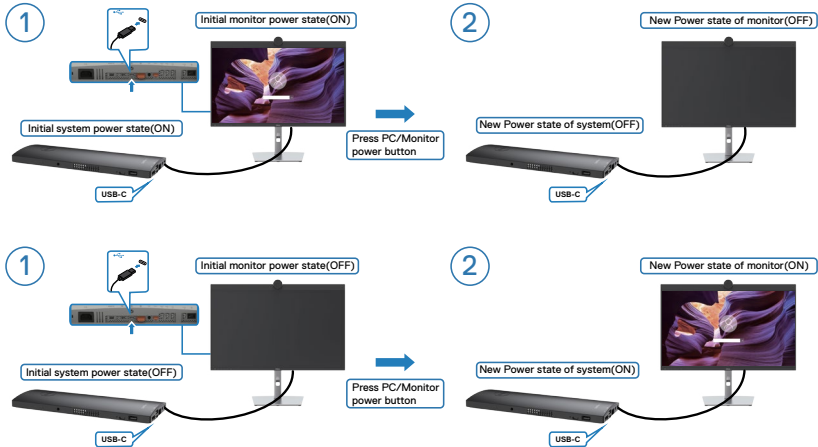 1
Initial monitor power state(ON)
Initial system power state(ON)
USB-C
Press PC/Monitor
power button
2
New Power state of monitor(OFF)
New Power state of system(OFF)
USB-C
1
Initial monitor power state(OFF)
Initial system power state(OFF)
USB-C
Press PC/Monitor
power button
2
New Power state of monitor(ON)
New Power state of system(ON)
USB-C